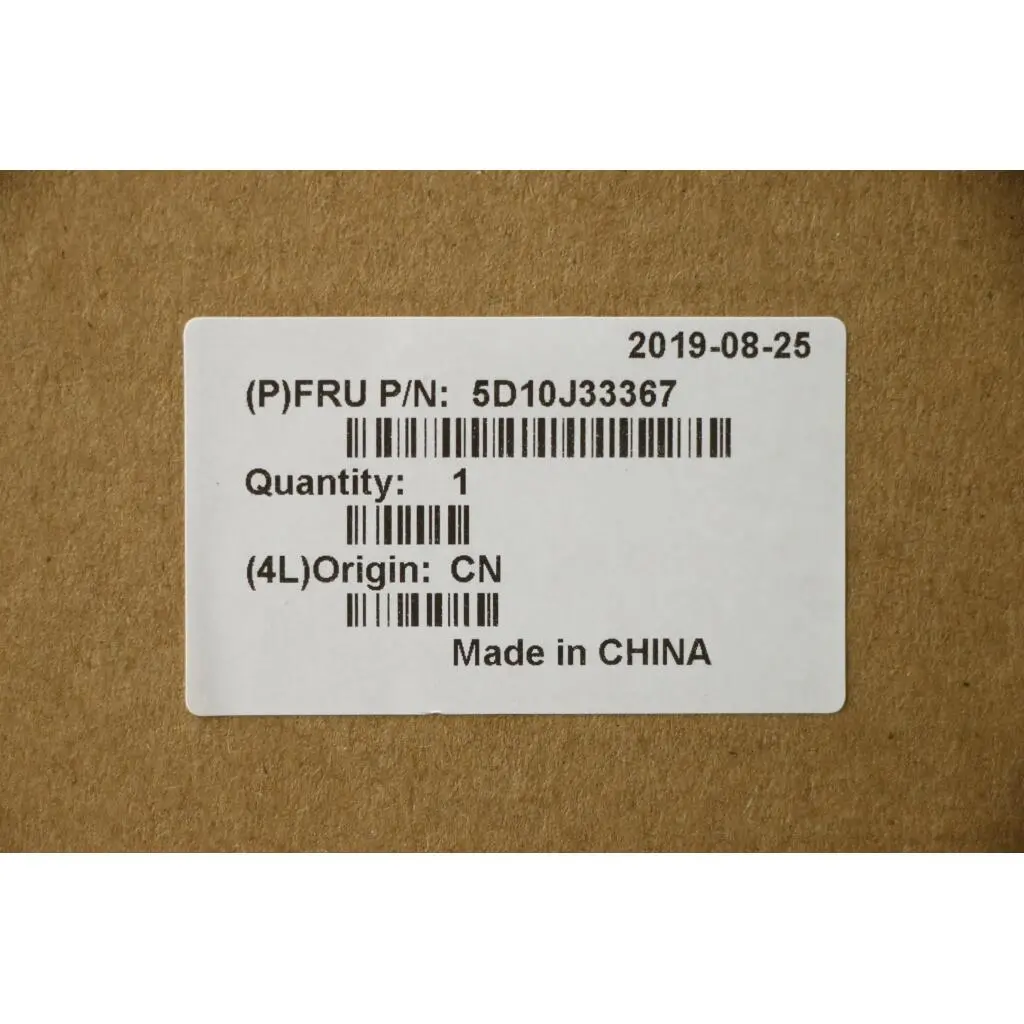 2019-08-25
(P)FRU P/N: 5D10J33367
Quantity: 1
(4L)Origin: CN
Made in CHINA